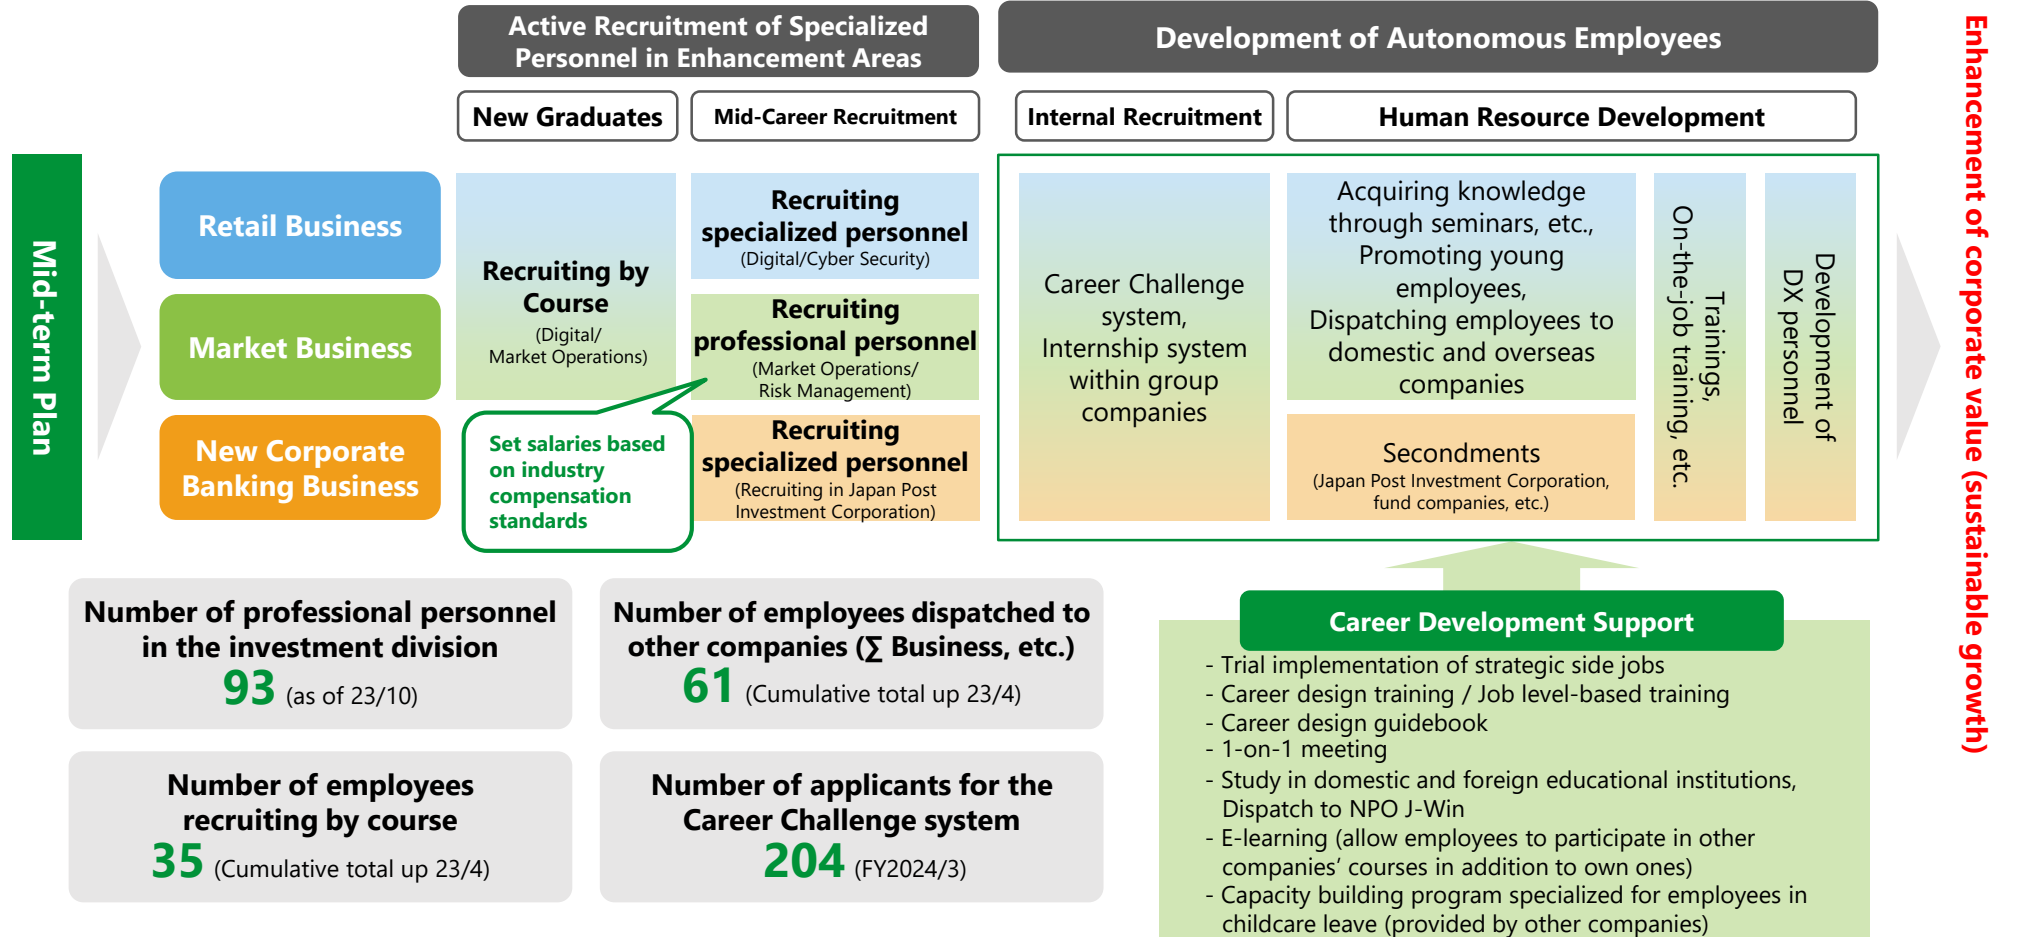 Active Recruitment of Specialized
Personnel in Enhancement Areas
Development of Autonomous Employees
New Graduates
Mid-Career Recruitment
Internal Recruitment
Human Resource Development
Mid-term Plan
Retail Business
Market Business
New Corporate
Banking Business
Recruiting by
Course
(Digital/
Market Operations)
Recruiting
specialized personnel
(Digital/Cyber Security)
Recruiting
professional personnel
(Market Operations/
Risk Management)
Set salaries based
on industry
compensation
standards
Recruiting
specialized personnel
(Recruiting in Japan Post
Investment Corporation)
Career Challenge
system,
Internship system
within group
companies
Acquiring knowledge
through seminars, etc.,
Promoting young
employees,
Dispatching employees to
domestic and overseas
companies
Secondments
(Japan Post Investment Corporation,
fund companies, etc.)
Trainings,
On-the-job training, etc.
Development of
DX personnel
Enhancement of corporate value (sustainable growth)
Number of professional personnel
in the investment division
93 (as of 23/10)
Number of employees dispatched to
other companies (∑ Business, etc.)
61 (Cumulative total up 23/4)
Number of employees
recruiting by course
35 (Cumulative total up 23/4)
Number of applicants for the
Career Challenge system
204 (FY2024/3)
Career Development Support
- Trial implementation of strategic side jobs
- Career design training / Job level-based training
- Career design guidebook
- 1-on-1 meeting
- Study in domestic and foreign educational institutions,
Dispatch to NPO J-Win
- E-learning (allow employees to participate in other
companies' courses in addition to own ones)
- Capacity building program specialized for employees in
childcare leave (provided by other companies)